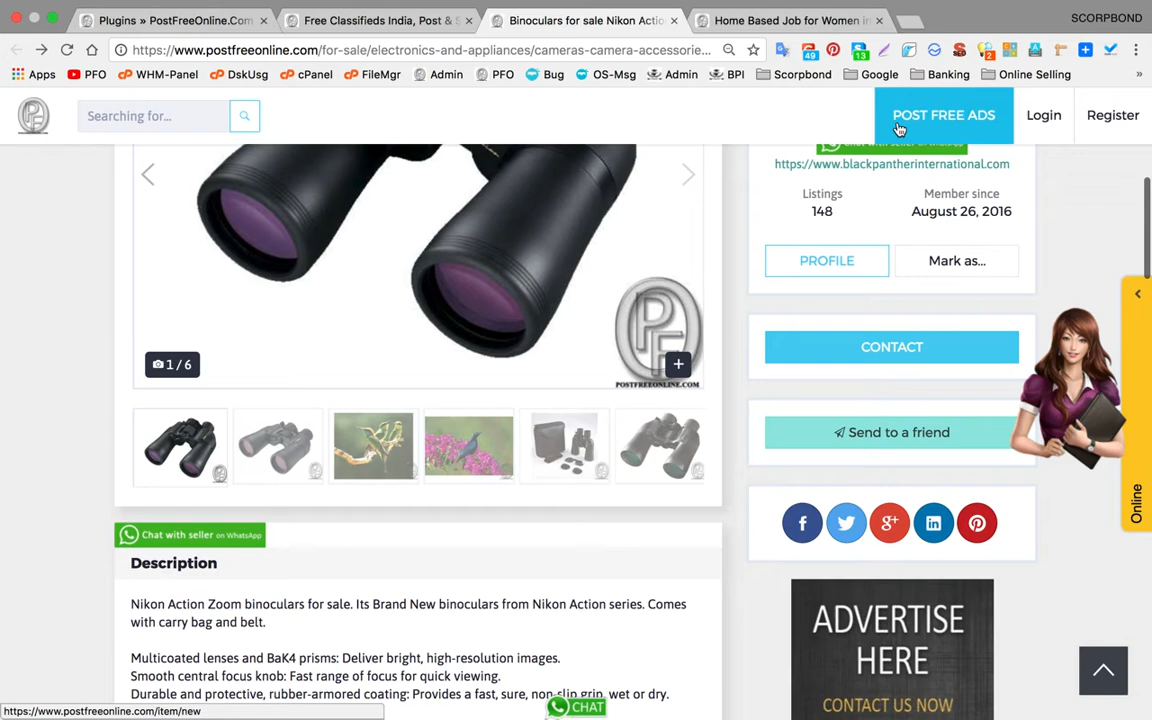 Plugins » PostFreeOnline.Com
Free Classifieds India, Post & S
Binoculars for sale Nikon Actio
Home Based Job for Women in
SCORPBOND
https://www.postfreeonline.com/for-sale/electronics-and-appliances/cameras-camera-accessorie...
49
13
SEO
2
Apps
PFO
WHM-Panel
DskUsg
cPanel
FileMgr
Admin
PFO
Bug
OS-Msg
Admin
BPI
Scorpbond
Google
Banking
Online Selling
»
Searching for...
POST FREE ADS
Login
Register
https://www.blackpantherinternational.com
Listings
Member since
148
August 26, 2016
PROFILE
Mark as...
CONTACT
1/6
+
POSTFREEONLINE.COM
Send to a friend
Online
Chat with seller on WhatsApp
Description
Nikon Action Zoom binoculars for sale. Its Brand New binoculars from Nikon Action series. Comes
with carry bag and belt.
Multicoated lenses and BaK4 prisms: Deliver bright, high-resolution images.
Smooth central focus knob: Fast range of focus for quick viewing.
Durable and protective, rubber-armored coating: Provides a fast, sure, non-slip grip, wet or dry.
ADVERTISE
HERE
CONTACT US NOW
CHAT
https://www.postfreeonline.com/item/new